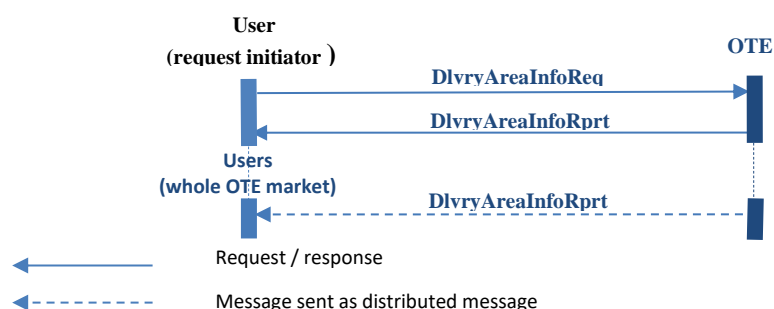 User
(request initiator )
OTE
DlvryAreaInfoReq
DlvryAreaInfoRprt
Users
(whole OTE market)
DlvryAreaInfoRprt
Request / response
Message sent as distributed message